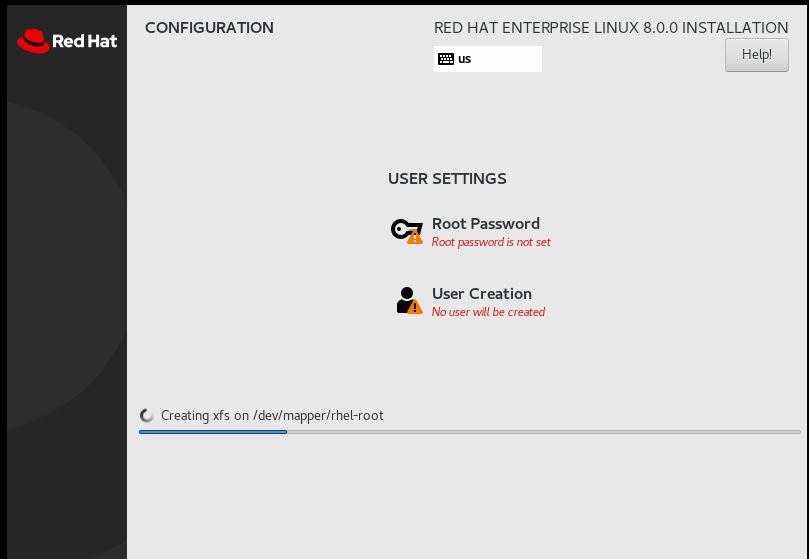 Red Hat
CONFIGURATION
RED HAT ENTERPRISE LINUX 8.0.0 INSTALLATION
us
Help!
USER SETTINGS
Root Password
Root password is not set
User Creation
No user will be created
Creating xfs on /dev/mapper/rhel-root